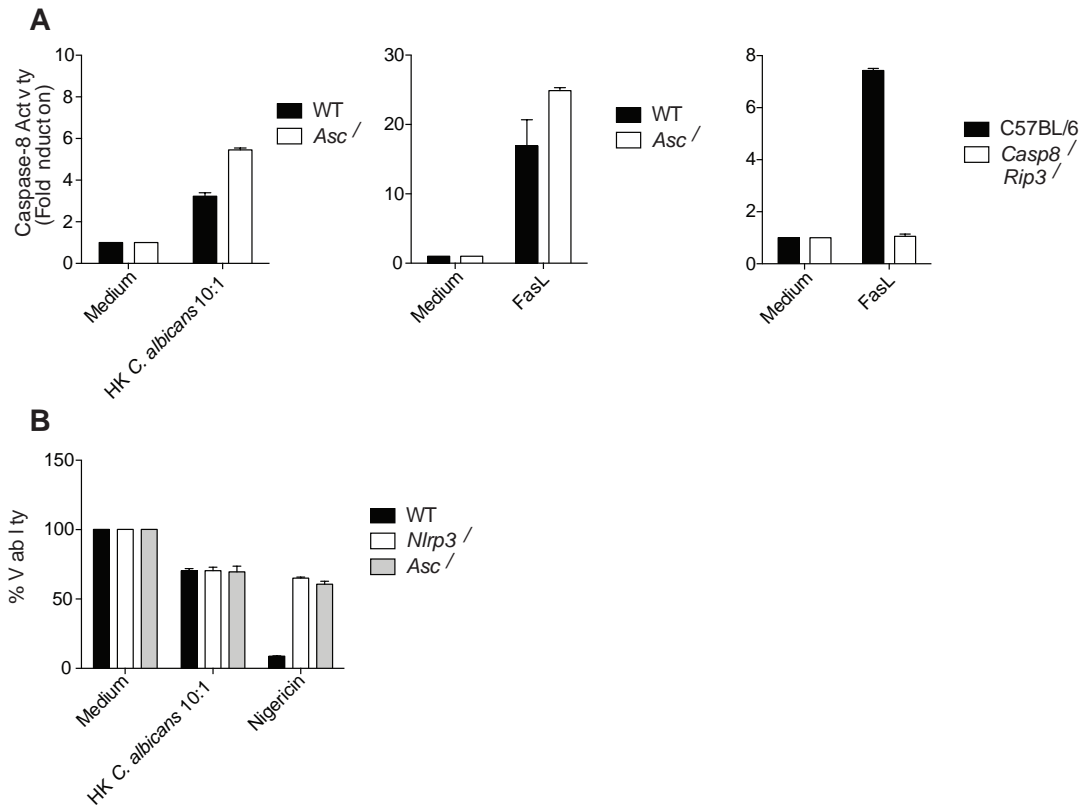 A
Caspase-8 Act v ty
(Fold nduction)
10
8
6
4
2
0
Medium
HK C. albicans 10:1
WT
Asc /
30
20
10
0
Medium
FasL
WT
Asc /
8
6
4
2
0
Medium
FasL
C57BL/6
Casp8 /
Rip3 /
B
% V ab l ty
150
100
50
0
Medium
HK C. albicans 10:1
Nigericin
WT
Nlrp3 /
Asc /